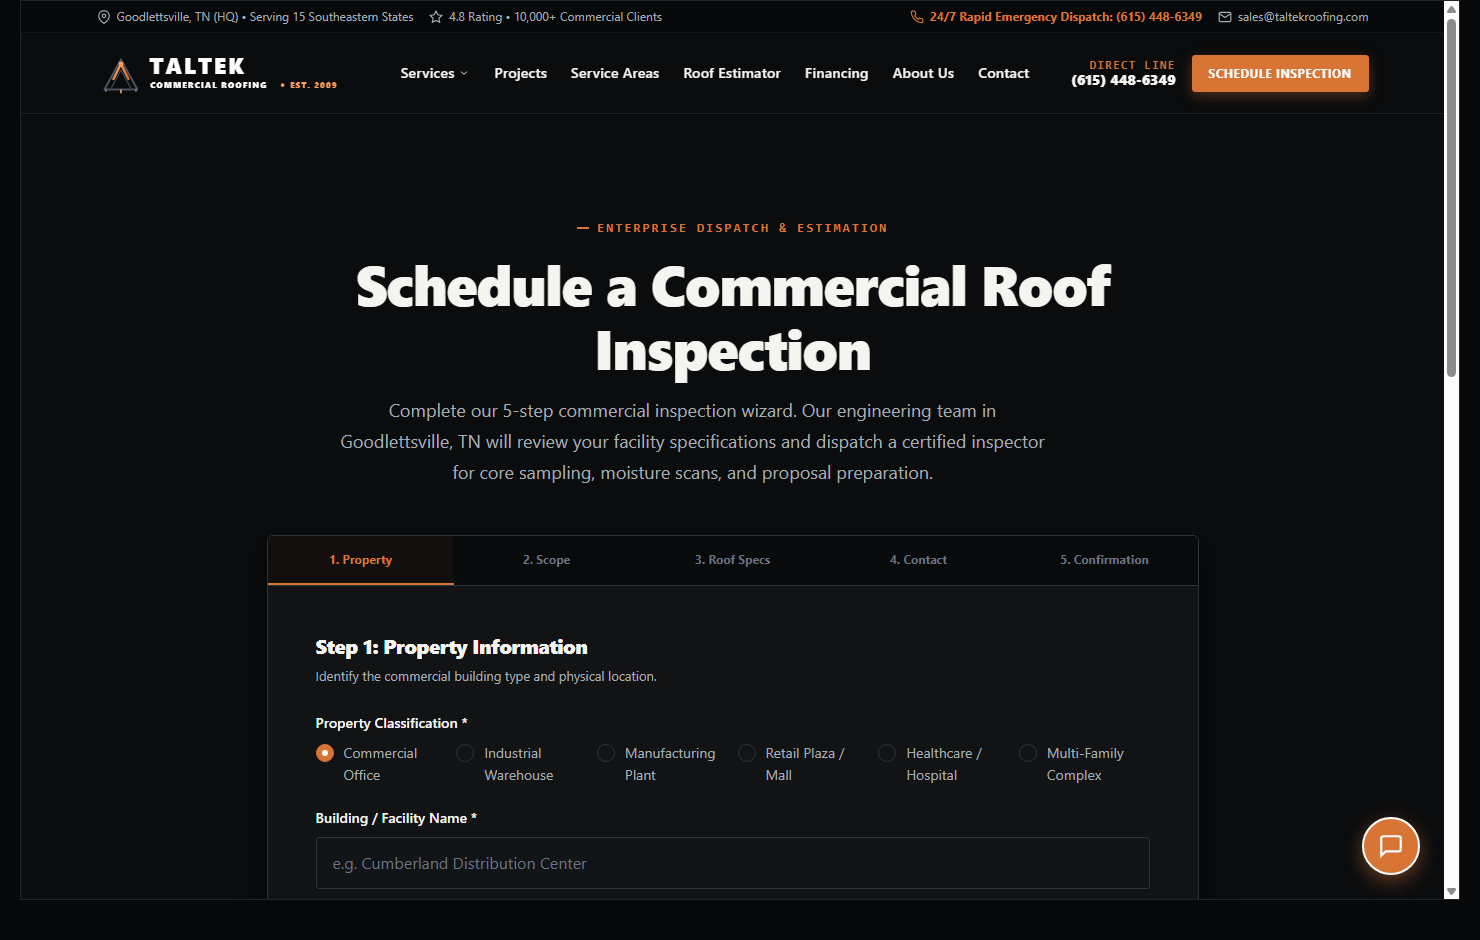 Goodlettsville, TN (HQ) • Serving 15 Southeastern States
4.8 Rating • 10,000+ Commercial Clients
24/7 Rapid Emergency Dispatch: (615) 448-6349
sales@taltekroofing.com
TALTEK
COMMERCIAL ROOFING • EST. 2009
Services
Projects
Service Areas
Roof Estimator
Financing
About Us
Contact
DIRECT LINE
(615) 448-6349
SCHEDULE INSPECTION
— ENTERPRISE DISPATCH & ESTIMATION
Schedule a Commercial Roof
Inspection
Complete our 5-step commercial inspection wizard. Our engineering team in
Goodlettsville, TN will review your facility specifications and dispatch a certified inspector
for core sampling, moisture scans, and proposal preparation.
1. Property
2. Scope
3. Roof Specs
4. Contact
5. Confirmation
Step 1: Property Information
Identify the commercial building type and physical location.
Property Classification *
Commercial
Office
Industrial
Warehouse
Manufacturing
Plant
Retail Plaza /
Mall
Healthcare /
Hospital
Multi-Family
Complex
Building / Facility Name *
e.g. Cumberland Distribution Center